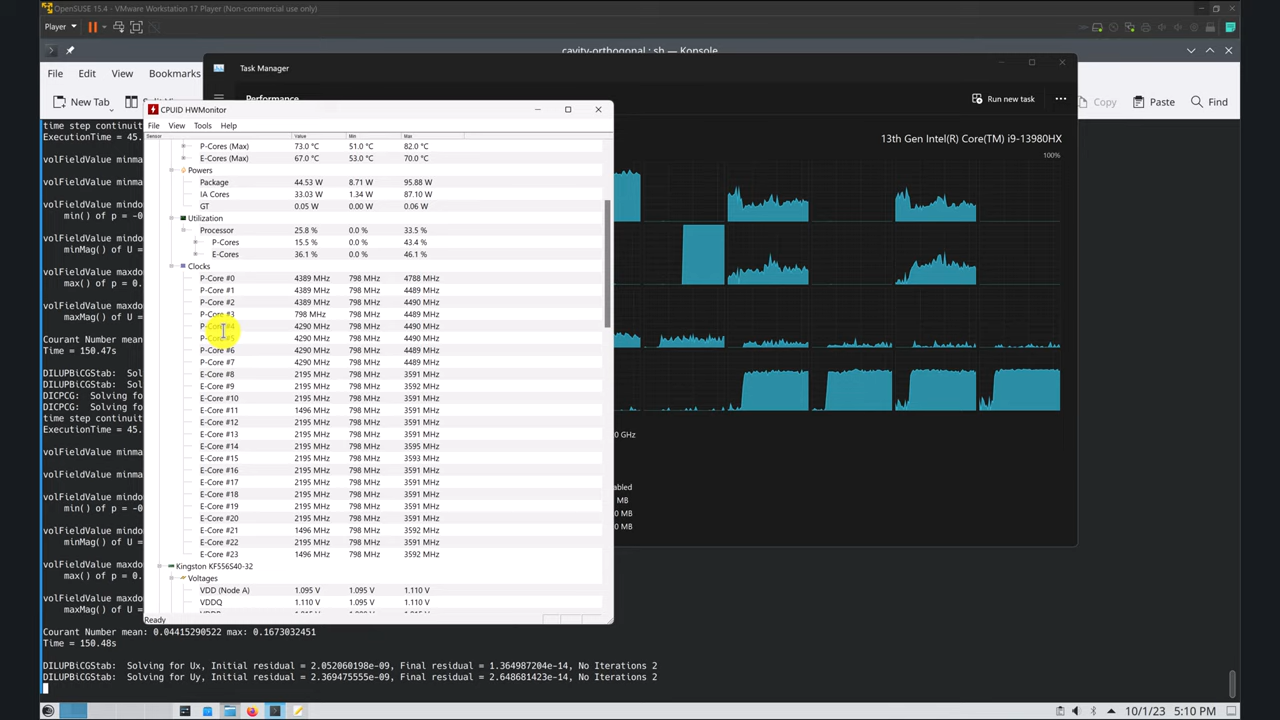 OpenSUSE 15.4 - VMware Workstation 17 Player (Non-commercial use only)
Player
cavity-orthogonal : sh — Konsole
File Edit View Bookmarks
New Tab
Copy Paste Find
Task Manager
Performance
Run new task
13th Gen Intel(R) Core(TM) i9-13980HX
100%
CPUID HWMonitor
File View Tools Help
Sensor Value Min Max
P-Cores (Max) 73.0 °C 51.0 °C 82.0 °C
E-Cores (Max) 67.0 °C 53.0 °C 70.0 °C
Powers
Package 44.53 W 8.71 W 95.88 W
IA Cores 33.03 W 1.34 W 87.10 W
GT 0.05 W 0.00 W 0.06 W
Utilization
Processor 25.8 % 0.0 % 33.5 %
P-Cores 15.5 % 0.0 % 43.4 %
E-Cores 36.1 % 0.0 % 46.1 %
Clocks
P-Core #0 4389 MHz 798 MHz 4788 MHz
P-Core #1 4389 MHz 798 MHz 4489 MHz
P-Core #2 4389 MHz 798 MHz 4490 MHz
P-Core #3 798 MHz 798 MHz 4489 MHz
P-Core #4 4290 MHz 798 MHz 4490 MHz
P-Core #5 4290 MHz 798 MHz 4490 MHz
P-Core #6 4290 MHz 798 MHz 4489 MHz
P-Core #7 4290 MHz 798 MHz 4489 MHz
E-Core #8 2195 MHz 798 MHz 3591 MHz
E-Core #9 2195 MHz 798 MHz 3592 MHz
E-Core #10 2195 MHz 798 MHz 3591 MHz
E-Core #11 1496 MHz 798 MHz 3591 MHz
E-Core #12 2195 MHz 798 MHz 3591 MHz
E-Core #13 2195 MHz 798 MHz 3591 MHz
E-Core #14 2195 MHz 798 MHz 3595 MHz
E-Core #15 2195 MHz 798 MHz 3593 MHz
E-Core #16 2195 MHz 798 MHz 3591 MHz
E-Core #17 2195 MHz 798 MHz 3591 MHz
E-Core #18 2195 MHz 798 MHz 3591 MHz
E-Core #19 2195 MHz 798 MHz 3591 MHz
E-Core #20 2195 MHz 798 MHz 3591 MHz
E-Core #21 1496 MHz 798 MHz 3592 MHz
E-Core #22 2195 MHz 798 MHz 3591 MHz
E-Core #23 1496 MHz 798 MHz 3592 MHz
Kingston KF556S40-32
Voltages
VDD (Node A) 1.095 V 1.095 V 1.110 V
VDDQ 1.110 V 1.095 V 1.110 V
Ready
0 GHz
abled
MB
0 MB
0 MB
time step continuit
ExecutionTime = 45.
volFieldValue minma
volFieldValue minma
volFieldValue mindo
min() of p = -0
volFieldValue mindo
minMag() of U =
volFieldValue maxdo
max() of p = 0.
volFieldValue maxdo
maxMag() of U =
Courant Number mean
Time = 150.47s
DILUPBiCGStab:  Sol
DILUPBiCGStab:  Sol
DICPCG:  Solving fo
DICPCG:  Solving fo
time step continuit
ExecutionTime = 45.
volFieldValue minma
volFieldValue minma
volFieldValue mindo
min() of p = -0
volFieldValue mindo
minMag() of U =
volFieldValue maxdo
max() of p = 0.
volFieldValue maxdo
maxMag() of U =
Courant Number mean: 0.04415290522 max: 0.1673032451
Time = 150.48s
DILUPBiCGStab:  Solving for Ux, Initial residual = 2.052060198e-09, Final residual = 1.364987204e-14, No Iterations 2
DILUPBiCGStab:  Solving for Uy, Initial residual = 2.369475555e-09, Final residual = 2.648681423e-14, No Iterations 2
10/1/23 5:10 PM